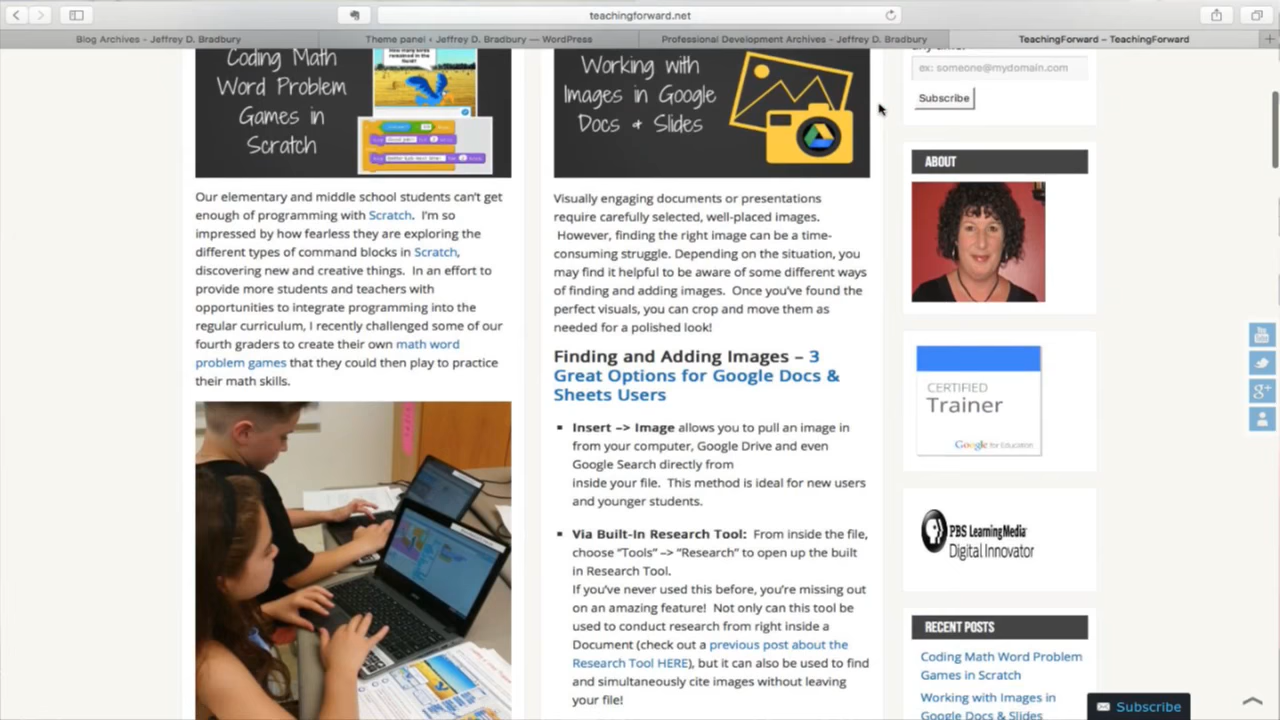 teachingforward.net
Blog Archives - Jeffrey D. Bradbury
Theme panel ‹ Jeffrey D. Bradbury — WordPress
Professional Development Archives - Jeffrey D. Bradbury
TeachingForward – TeachingForward
Coding Math
Word Problem
Games in
Scratch
Our elementary and middle school students can't get
enough of programming with Scratch.  I'm so
impressed by how fearless they are exploring the
different types of command blocks in Scratch,
discovering new and creative things.  In an effort to
provide more students and teachers with
opportunities to integrate programming into the
regular curriculum, I recently challenged some of our
fourth graders to create their own math word
problem games that they could then play to practice
their math skills.
Working with
Images in Google
Docs & Slides
Visually engaging documents or presentations
require carefully selected, well-placed images.
However, finding the right image can be a time-
consuming struggle. Depending on the situation, you
may find it helpful to be aware of some different ways
of finding and adding images.  Once you've found the
perfect visuals, you can crop and move them as
needed for a polished look!
Finding and Adding Images – 3
Great Options for Google Docs &
Sheets Users
Insert –> Image allows you to pull an image in
from your computer, Google Drive and even
Google Search directly from
inside your file.  This method is ideal for new users
and younger students.
Via Built-In Research Tool:  From inside the file,
choose "Tools" –> "Research" to open up the built
in Research Tool.
If you've never used this before, you're missing out
on an amazing feature!  Not only can this tool be
used to conduct research from right inside a
Document (check out a previous post about the
Research Tool HERE), but it can also be used to find
and simultaneously cite images without leaving
your file!
ex: someone@mydomain.com
Subscribe
ABOUT
CERTIFIED
Trainer
Google for Education
PBS LearningMedia
Digital Innovator
RECENT POSTS
Coding Math Word Problem
Games in Scratch
Working with Images in
Google Docs & Slides
You
Tube
g+
Subscribe